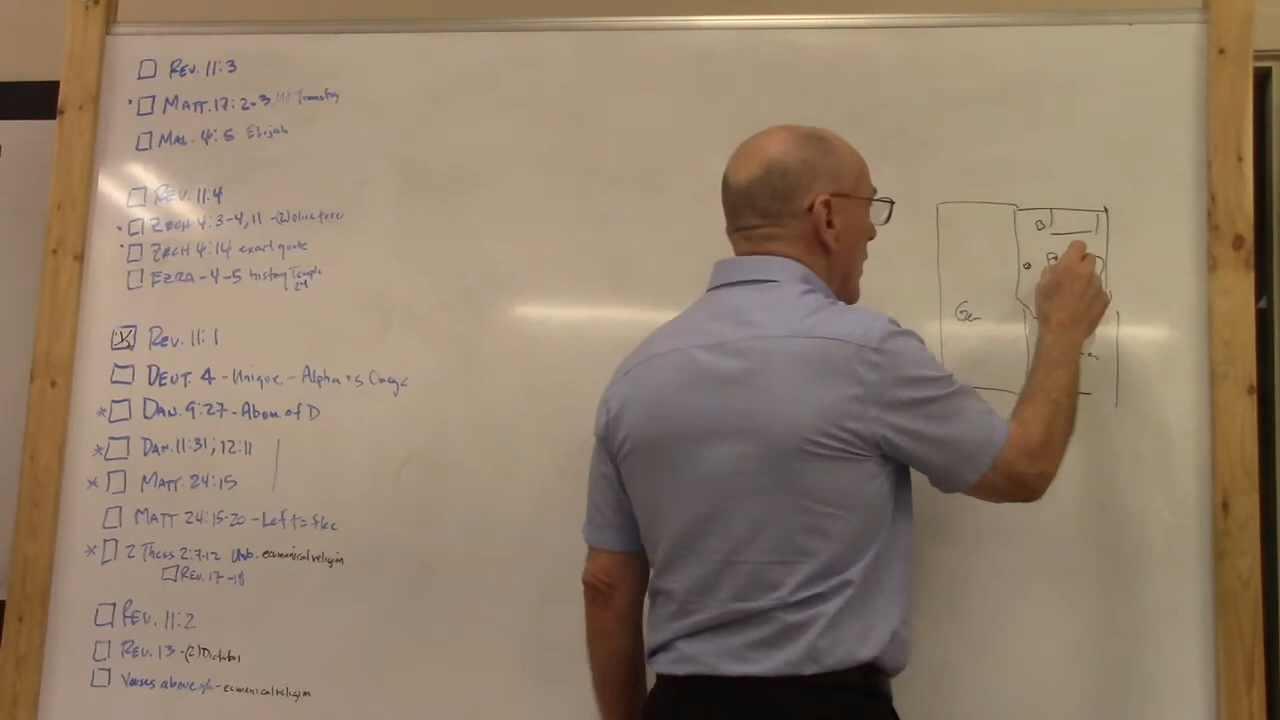 Rev. 11:3
Matt. 17:2-3 Mt Transfig
Mal. 4:5 Elijah
Rev. 11:4
Zech 4:3-4, 11 - (2) Olive trees
Zech 4:14 exact quote
Ezra - 4-5 history Temple 2nd
Rev. 11:1
Deut. 4 - Unique - Alpha vs Omega
* Dan. 9:27 - Abom of D
* Dan. 11:31; 12:11
* Matt. 24:15
Matt 24:15-20 - Left = flee
* 2 Thess 2:7-12 Unb. ecumenical religion
Rev. 17-18
Rev. 11:2
Rev. 13 - (2)
Verses above - ecumenical religion
B
Gen